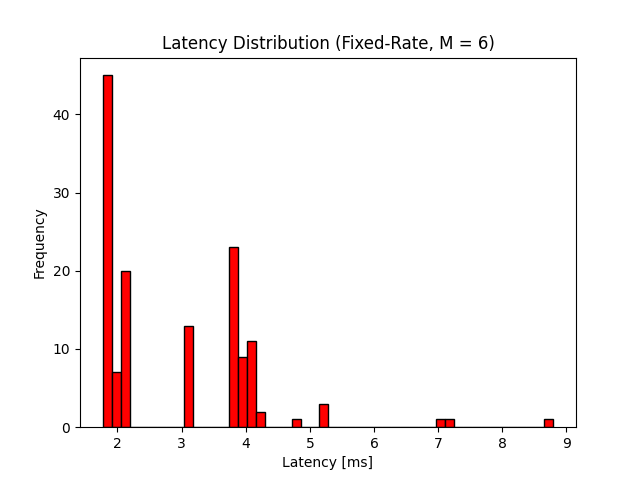 Latency Distribution (Fixed-Rate, M = 6)
Frequency
40
30
20
10
0
2 3 4 5 6 7 8 9
Latency [ms]